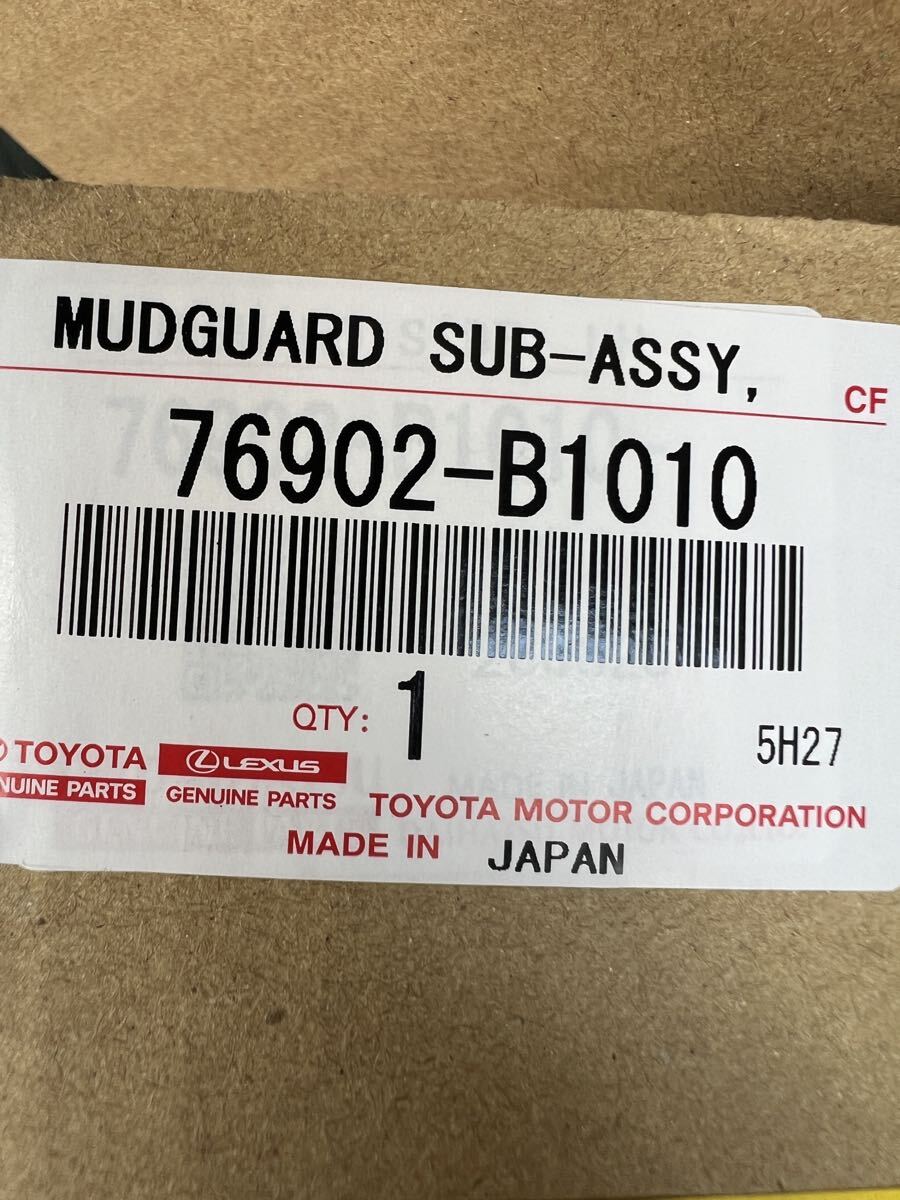 MUDGUARD SUB-ASSY,
CF
76902-B1010
QTY: 1
5H27
TOYOTA
LEXUS
NUINE PARTS
GENUINE PARTS
TOYOTA MOTOR CORPORATION
MADE IN JAPAN